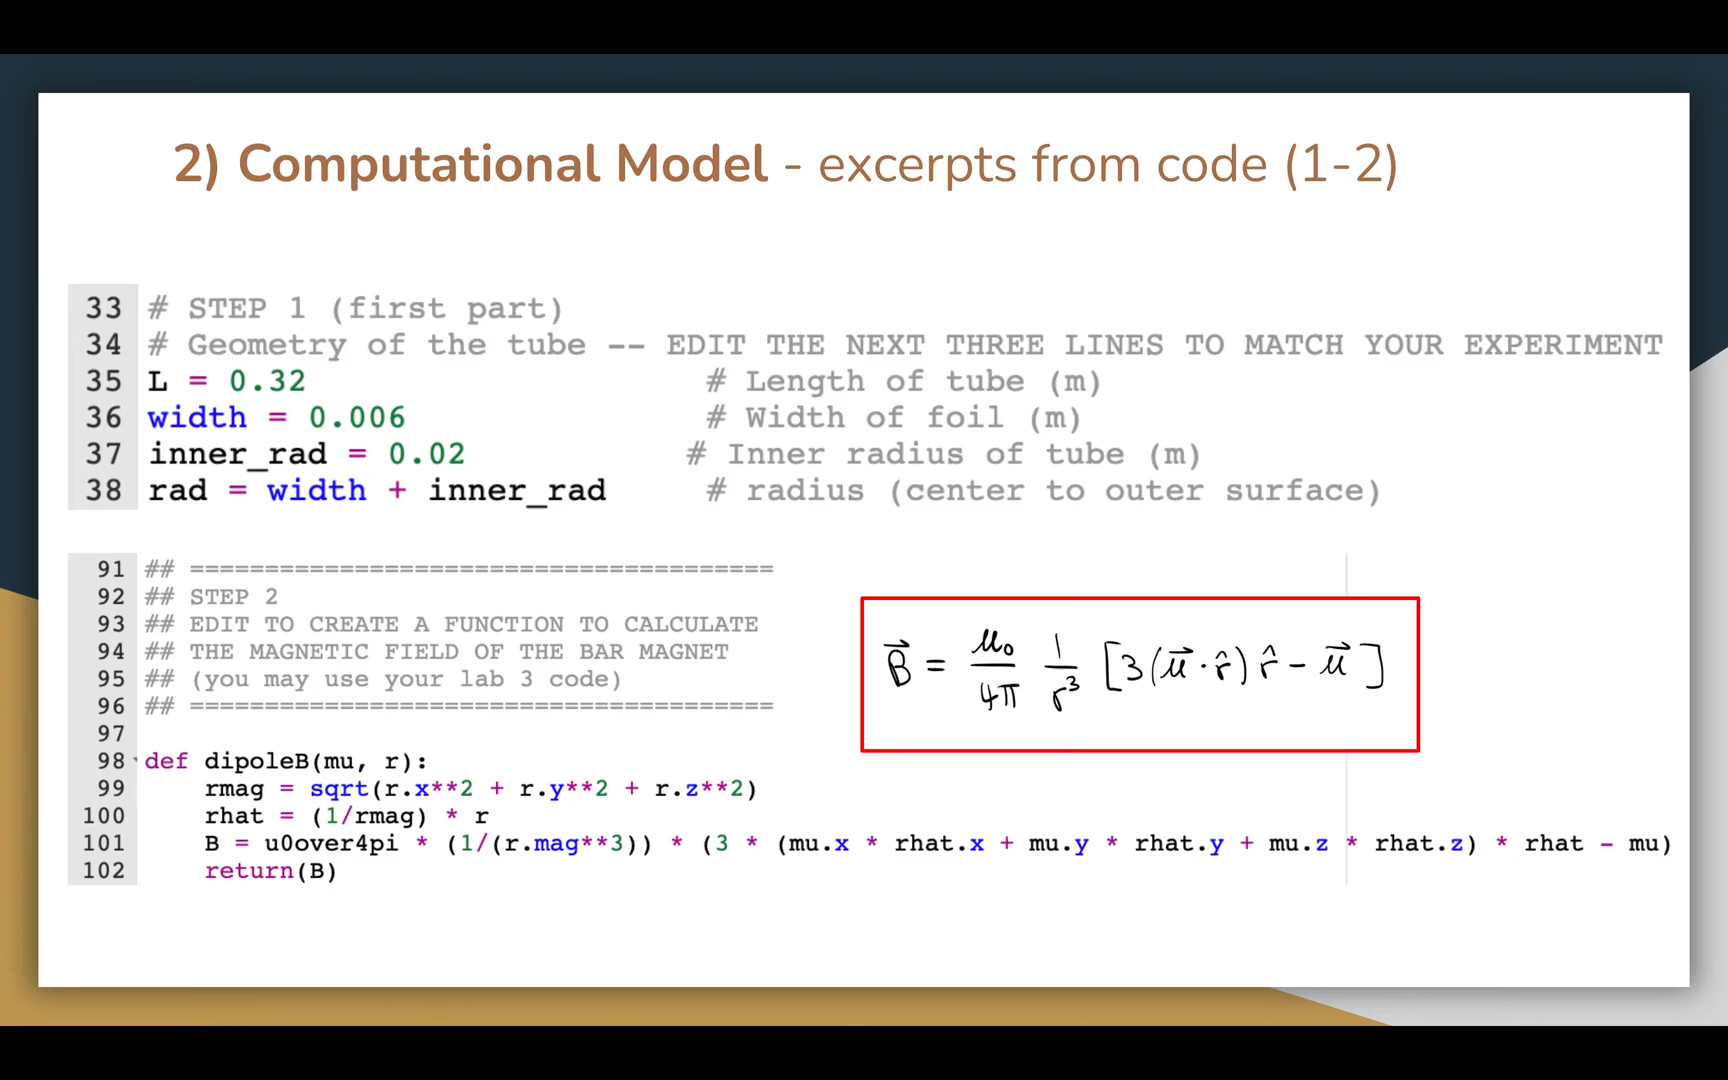 2) Computational Model - excerpts from code (1-2)
33 # STEP 1 (first part)
34 # Geometry of the tube -- EDIT THE NEXT THREE LINES TO MATCH YOUR EXPERIMENT
35 L = 0.32 # Length of tube (m)
36 width = 0.006 # Width of foil (m)
37 inner_rad = 0.02 # Inner radius of tube (m)
38 rad = width + inner_rad # radius (center to outer surface)
91 ## =======================================
92 ## STEP 2
93 ## EDIT TO CREATE A FUNCTION TO CALCULATE
94 ## THE MAGNETIC FIELD OF THE BAR MAGNET
95 ## (you may use your lab 3 code)
96 ## =======================================
97
98 def dipoleB(mu, r):
99 rmag = sqrt(r.x**2 + r.y**2 + r.z**2)
100 rhat = (1/rmag) * r
101 B = u0over4pi * (1/(r.mag**3)) * (3 * (mu.x * rhat.x + mu.y * rhat.y + mu.z * rhat.z) * rhat - mu)
102 return(B)
B⃗ = μ₀/4π 1/r³ [3(μ⃗·r̂)r̂ - μ⃗]